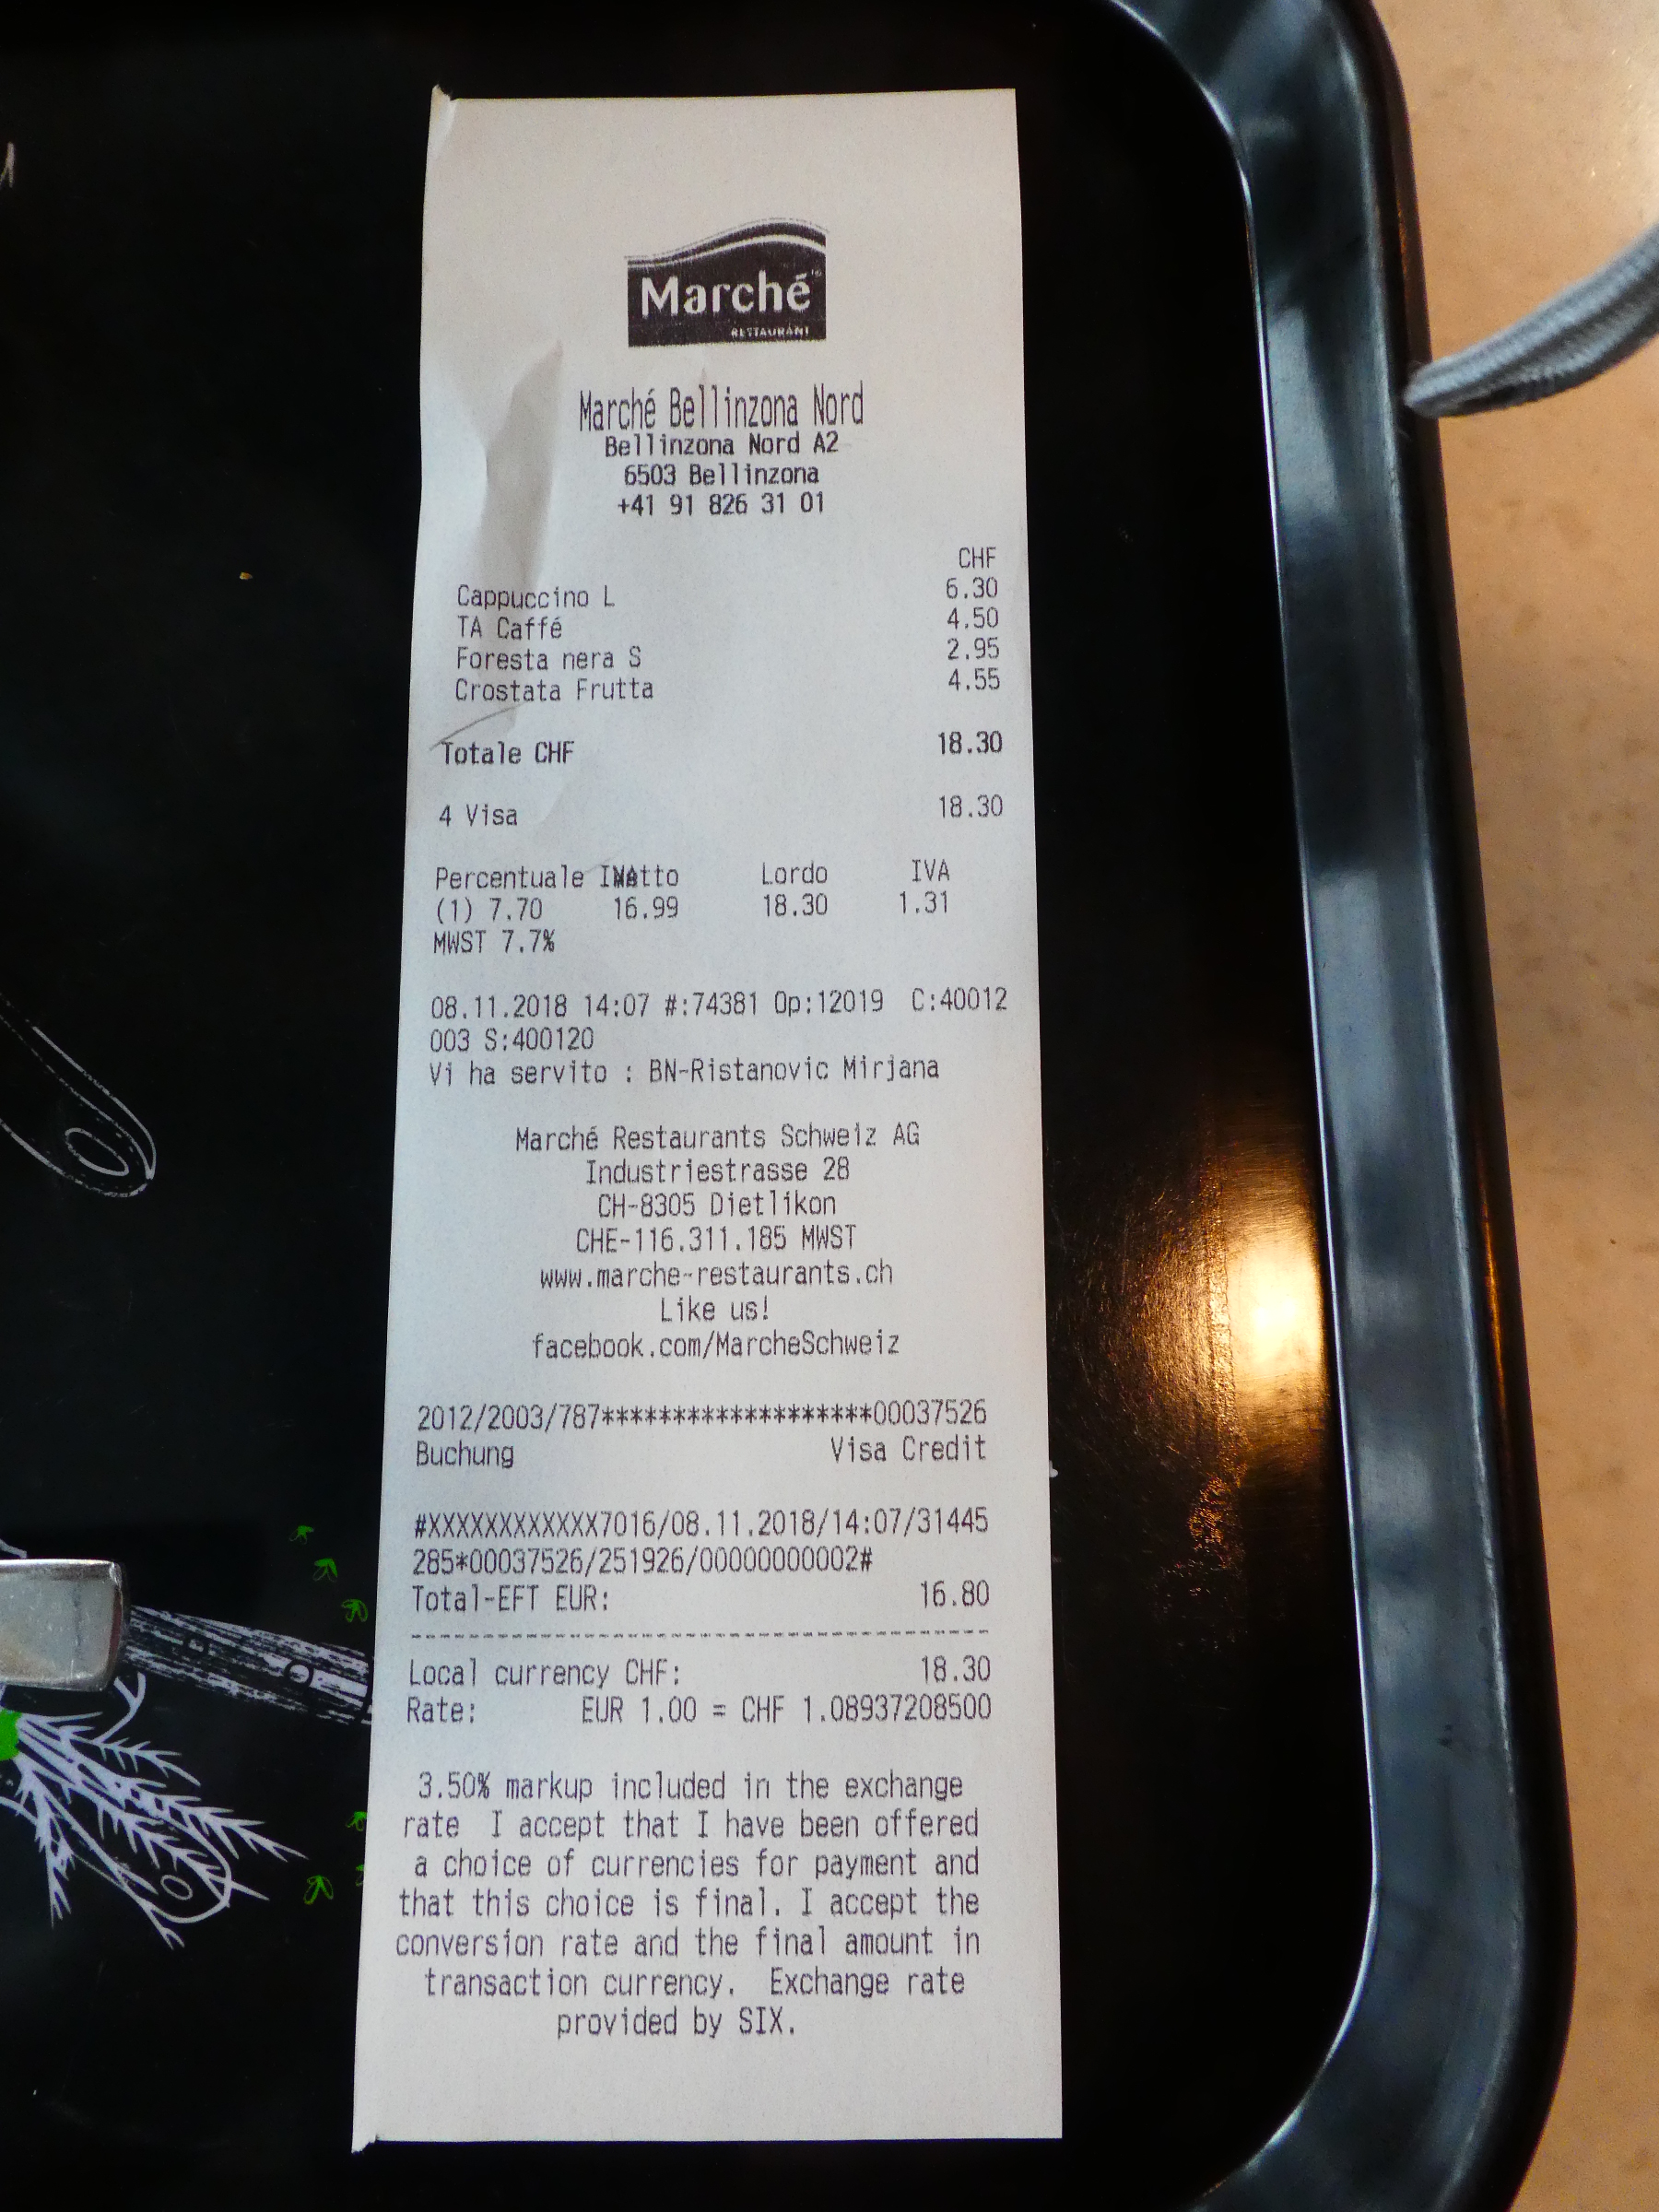 Marché
RESTAURANT
Marché Bellinzona Nord
Bellinzona Nord A2
6503 Bellinzona
+41 91 826 31 01
CHF
Cappuccino L 6.30
TA Caffé 4.50
Foresta nera S 2.95
Crostata Frutta 4.55
Totale CHF 18.30
4 Visa 18.30
Percentuale Netto Lordo IVA
(1) 7.70 16.99 18.30 1.31
MWST 7.7%
08.11.2018 14:07 #:74381 Op:12019 C:40012
003 S:400120
Vi ha servito : BN-Ristanovic Mirjana
Marché Restaurants Schweiz AG
Industriestrasse 28
CH-8305 Dietlikon
CHE-116.311.185 MWST
www.marche-restaurants.ch
Like us!
facebook.com/MarcheSchweiz
2012/2003/787*******************00037526
Buchung Visa Credit
#XXXXXXXXXXXX7016/08.11.2018/14:07/31445
285*00037526/251926/00000000002#
Total-EFT EUR: 16.80
Local currency CHF: 18.30
Rate: EUR 1.00 = CHF 1.08937208500
3.50% markup included in the exchange
rate I accept that I have been offered
a choice of currencies for payment and
that this choice is final. I accept the
conversion rate and the final amount in
transaction currency. Exchange rate
provided by SIX.